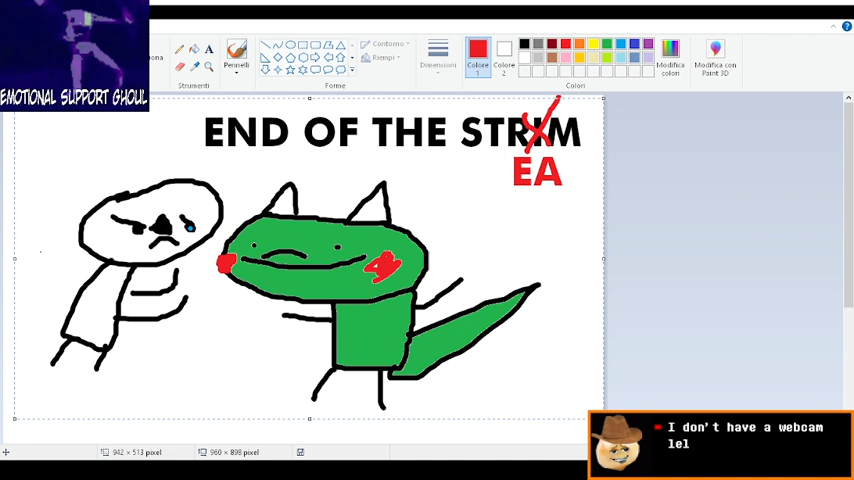 EMOTIONAL SUPPORT GHOUL
Contorno
Riempi
Strumenti
Pennelli
Forme
Dimensioni
Colore 1
Colore 2
Modifica colori
Modifica con Paint 3D
Colori
END OF THE STRIM
EA
942 × 513 pixel
960 × 898 pixel
I don't have a webcam
lel